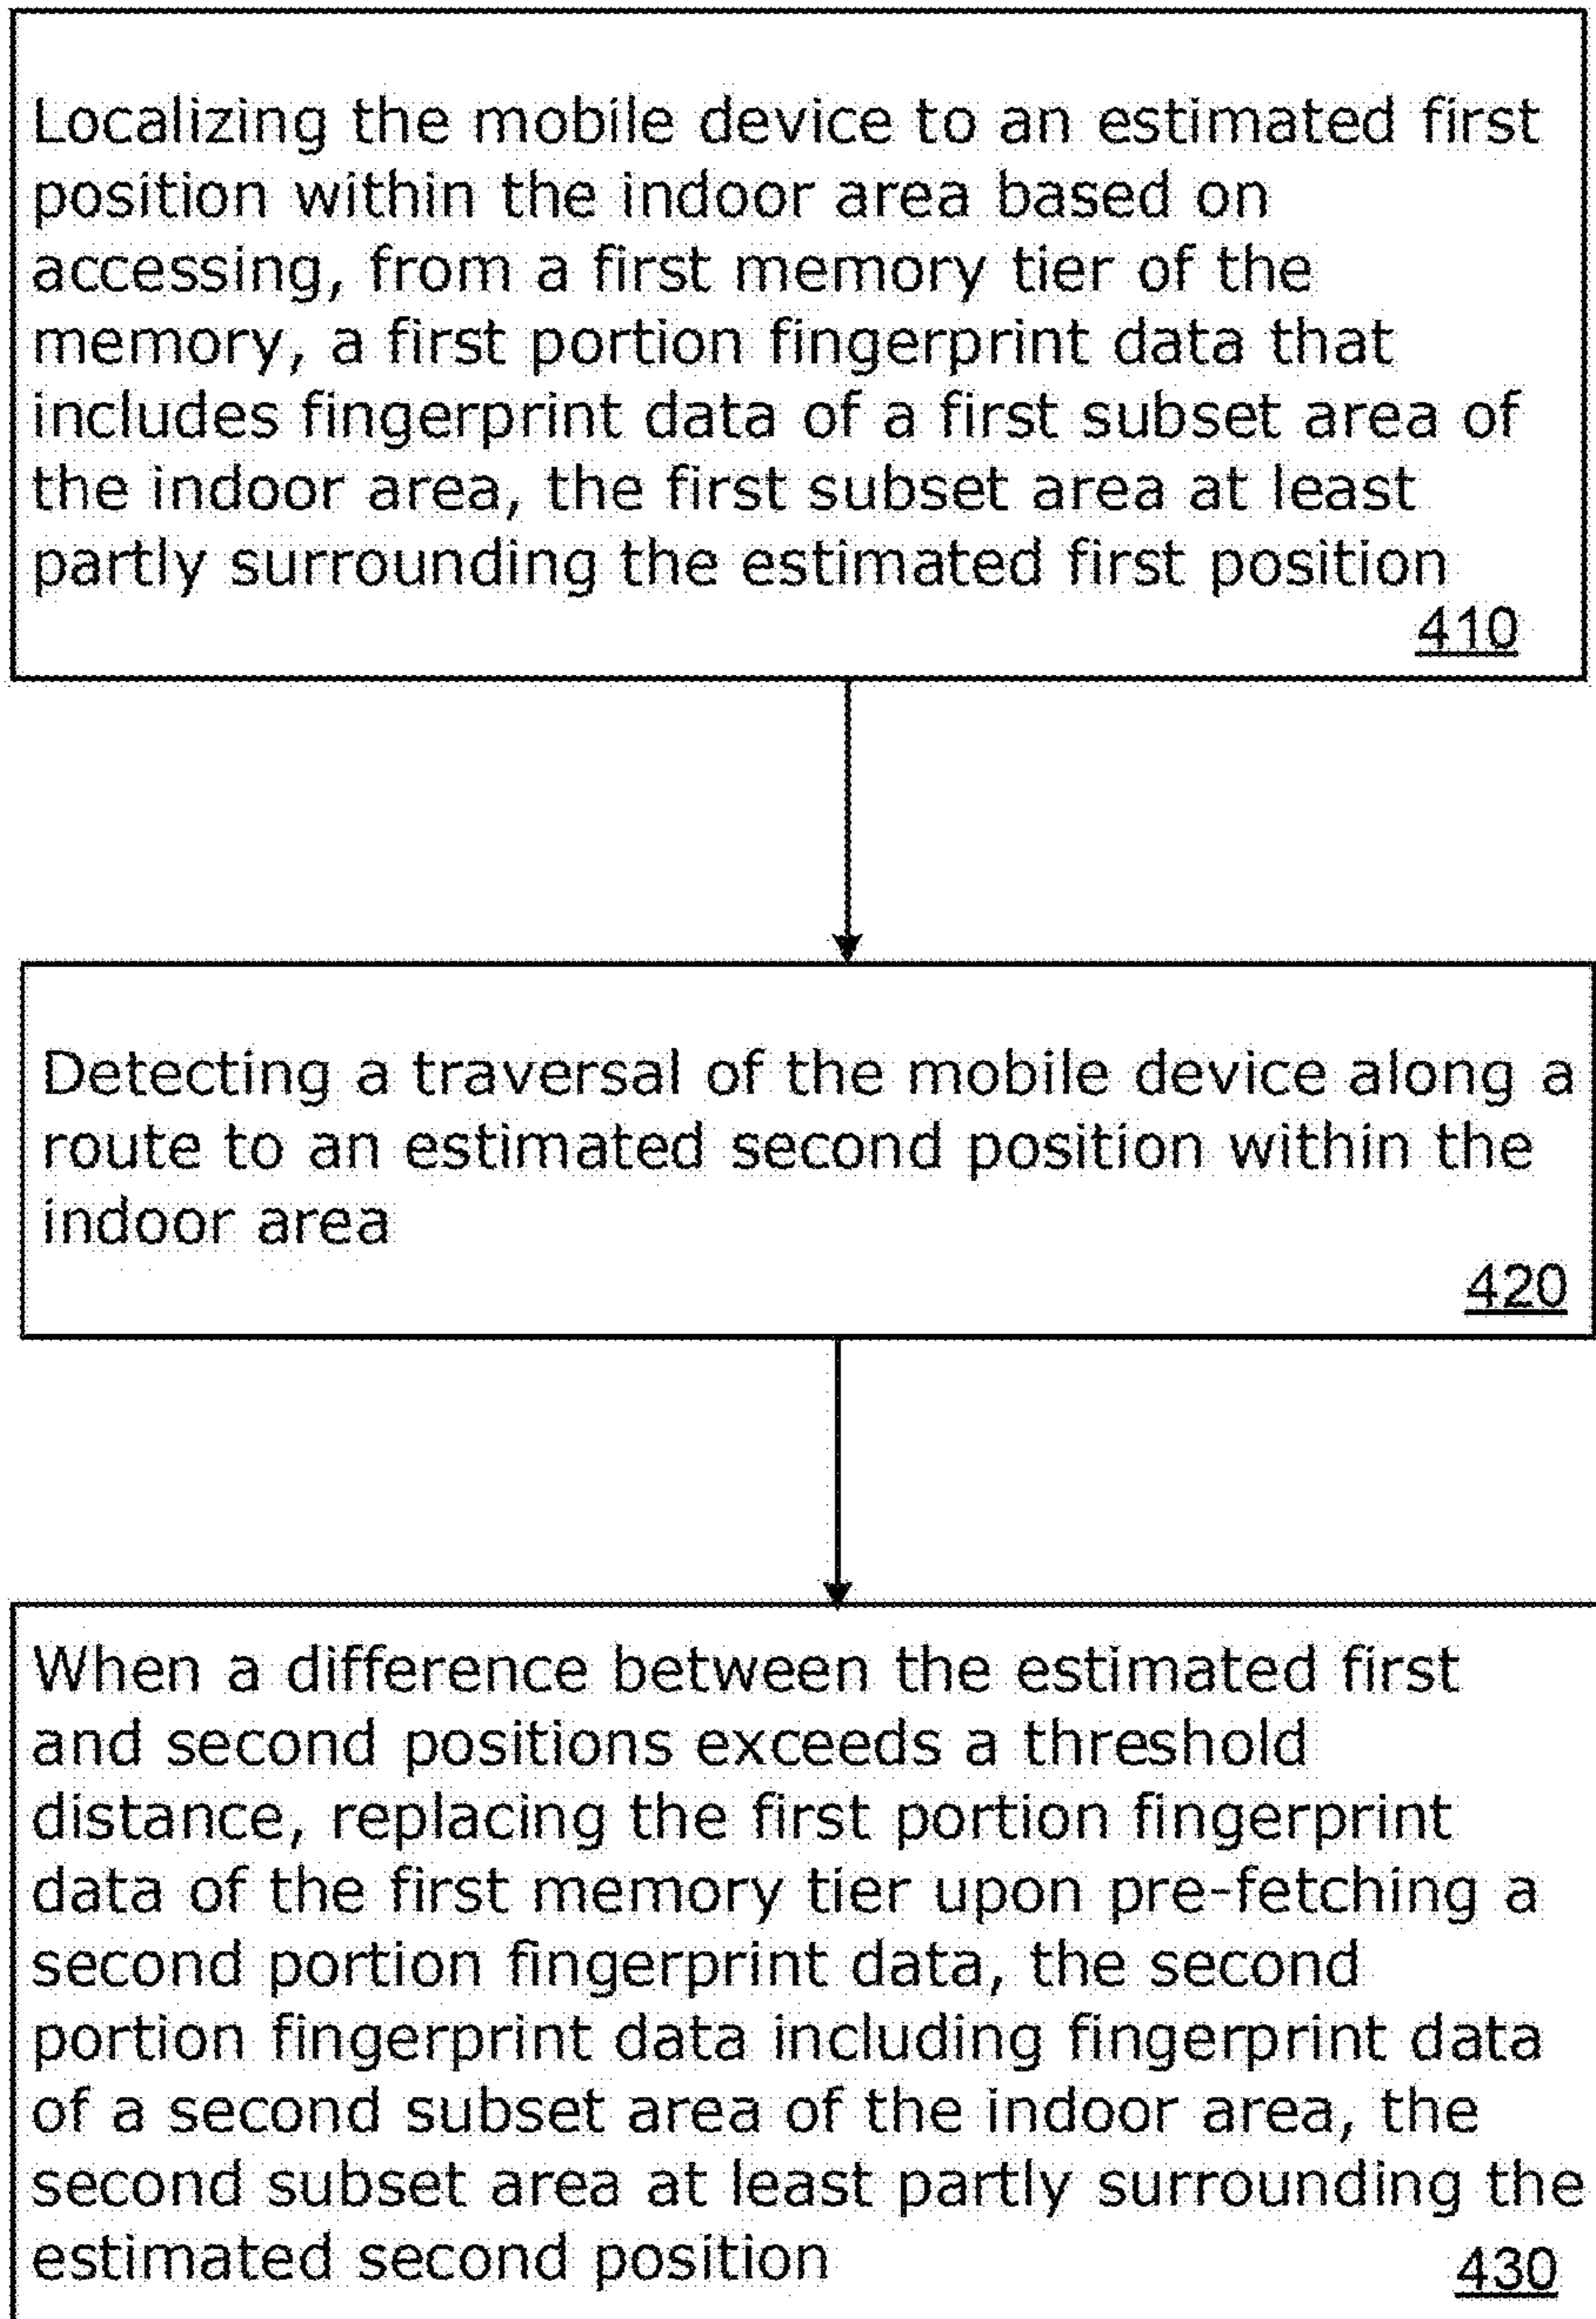 Localizing the mobile device to an estimated first
position within the indoor area based on
accessing, from a first memory tier of the
memory, a first portion fingerprint data that
includes fingerprint data of a first subset area of
the indoor area, the first subset area at least
partly surrounding the estimated first position
410
Detecting a traversal of the mobile device along a
route to an estimated second position within the
indoor area
420
When a difference between the estimated first
and second positions exceeds a threshold
distance, replacing the first portion fingerprint
data of the first memory tier upon pre-fetching a
second portion fingerprint data, the second
portion fingerprint data including fingerprint data
of a second subset area of the indoor area, the
second subset area at least partly surrounding the
estimated second position
430